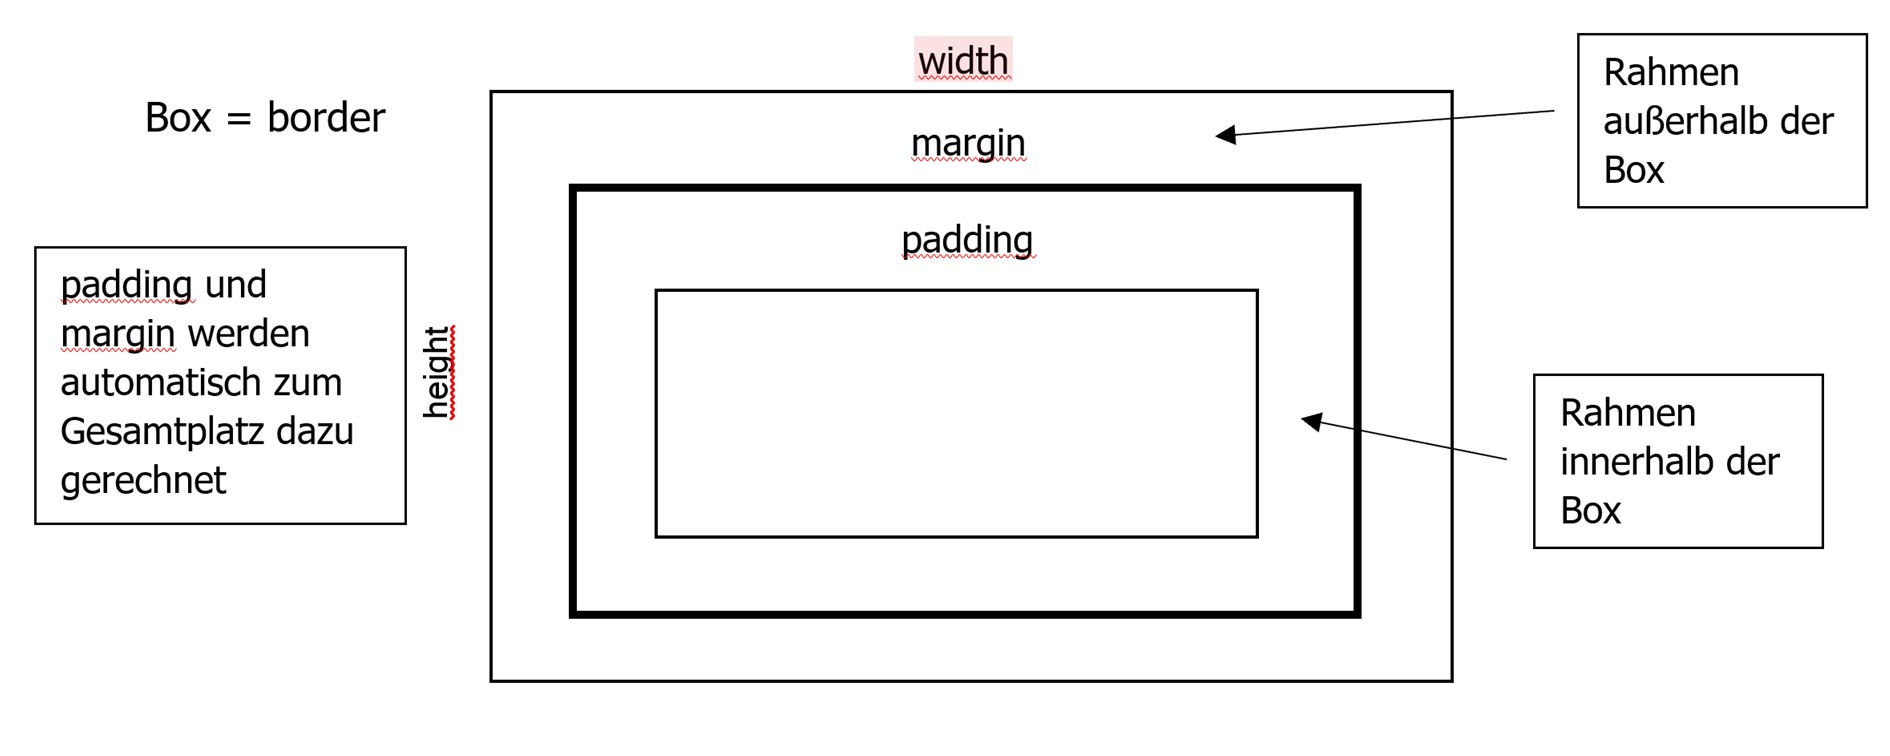 width
Box = border
margin
Rahmen
außerhalb der
Box
padding
padding und
margin werden
automatisch zum
Gesamtplatz dazu
gerechnet
height
Rahmen
innerhalb der
Box